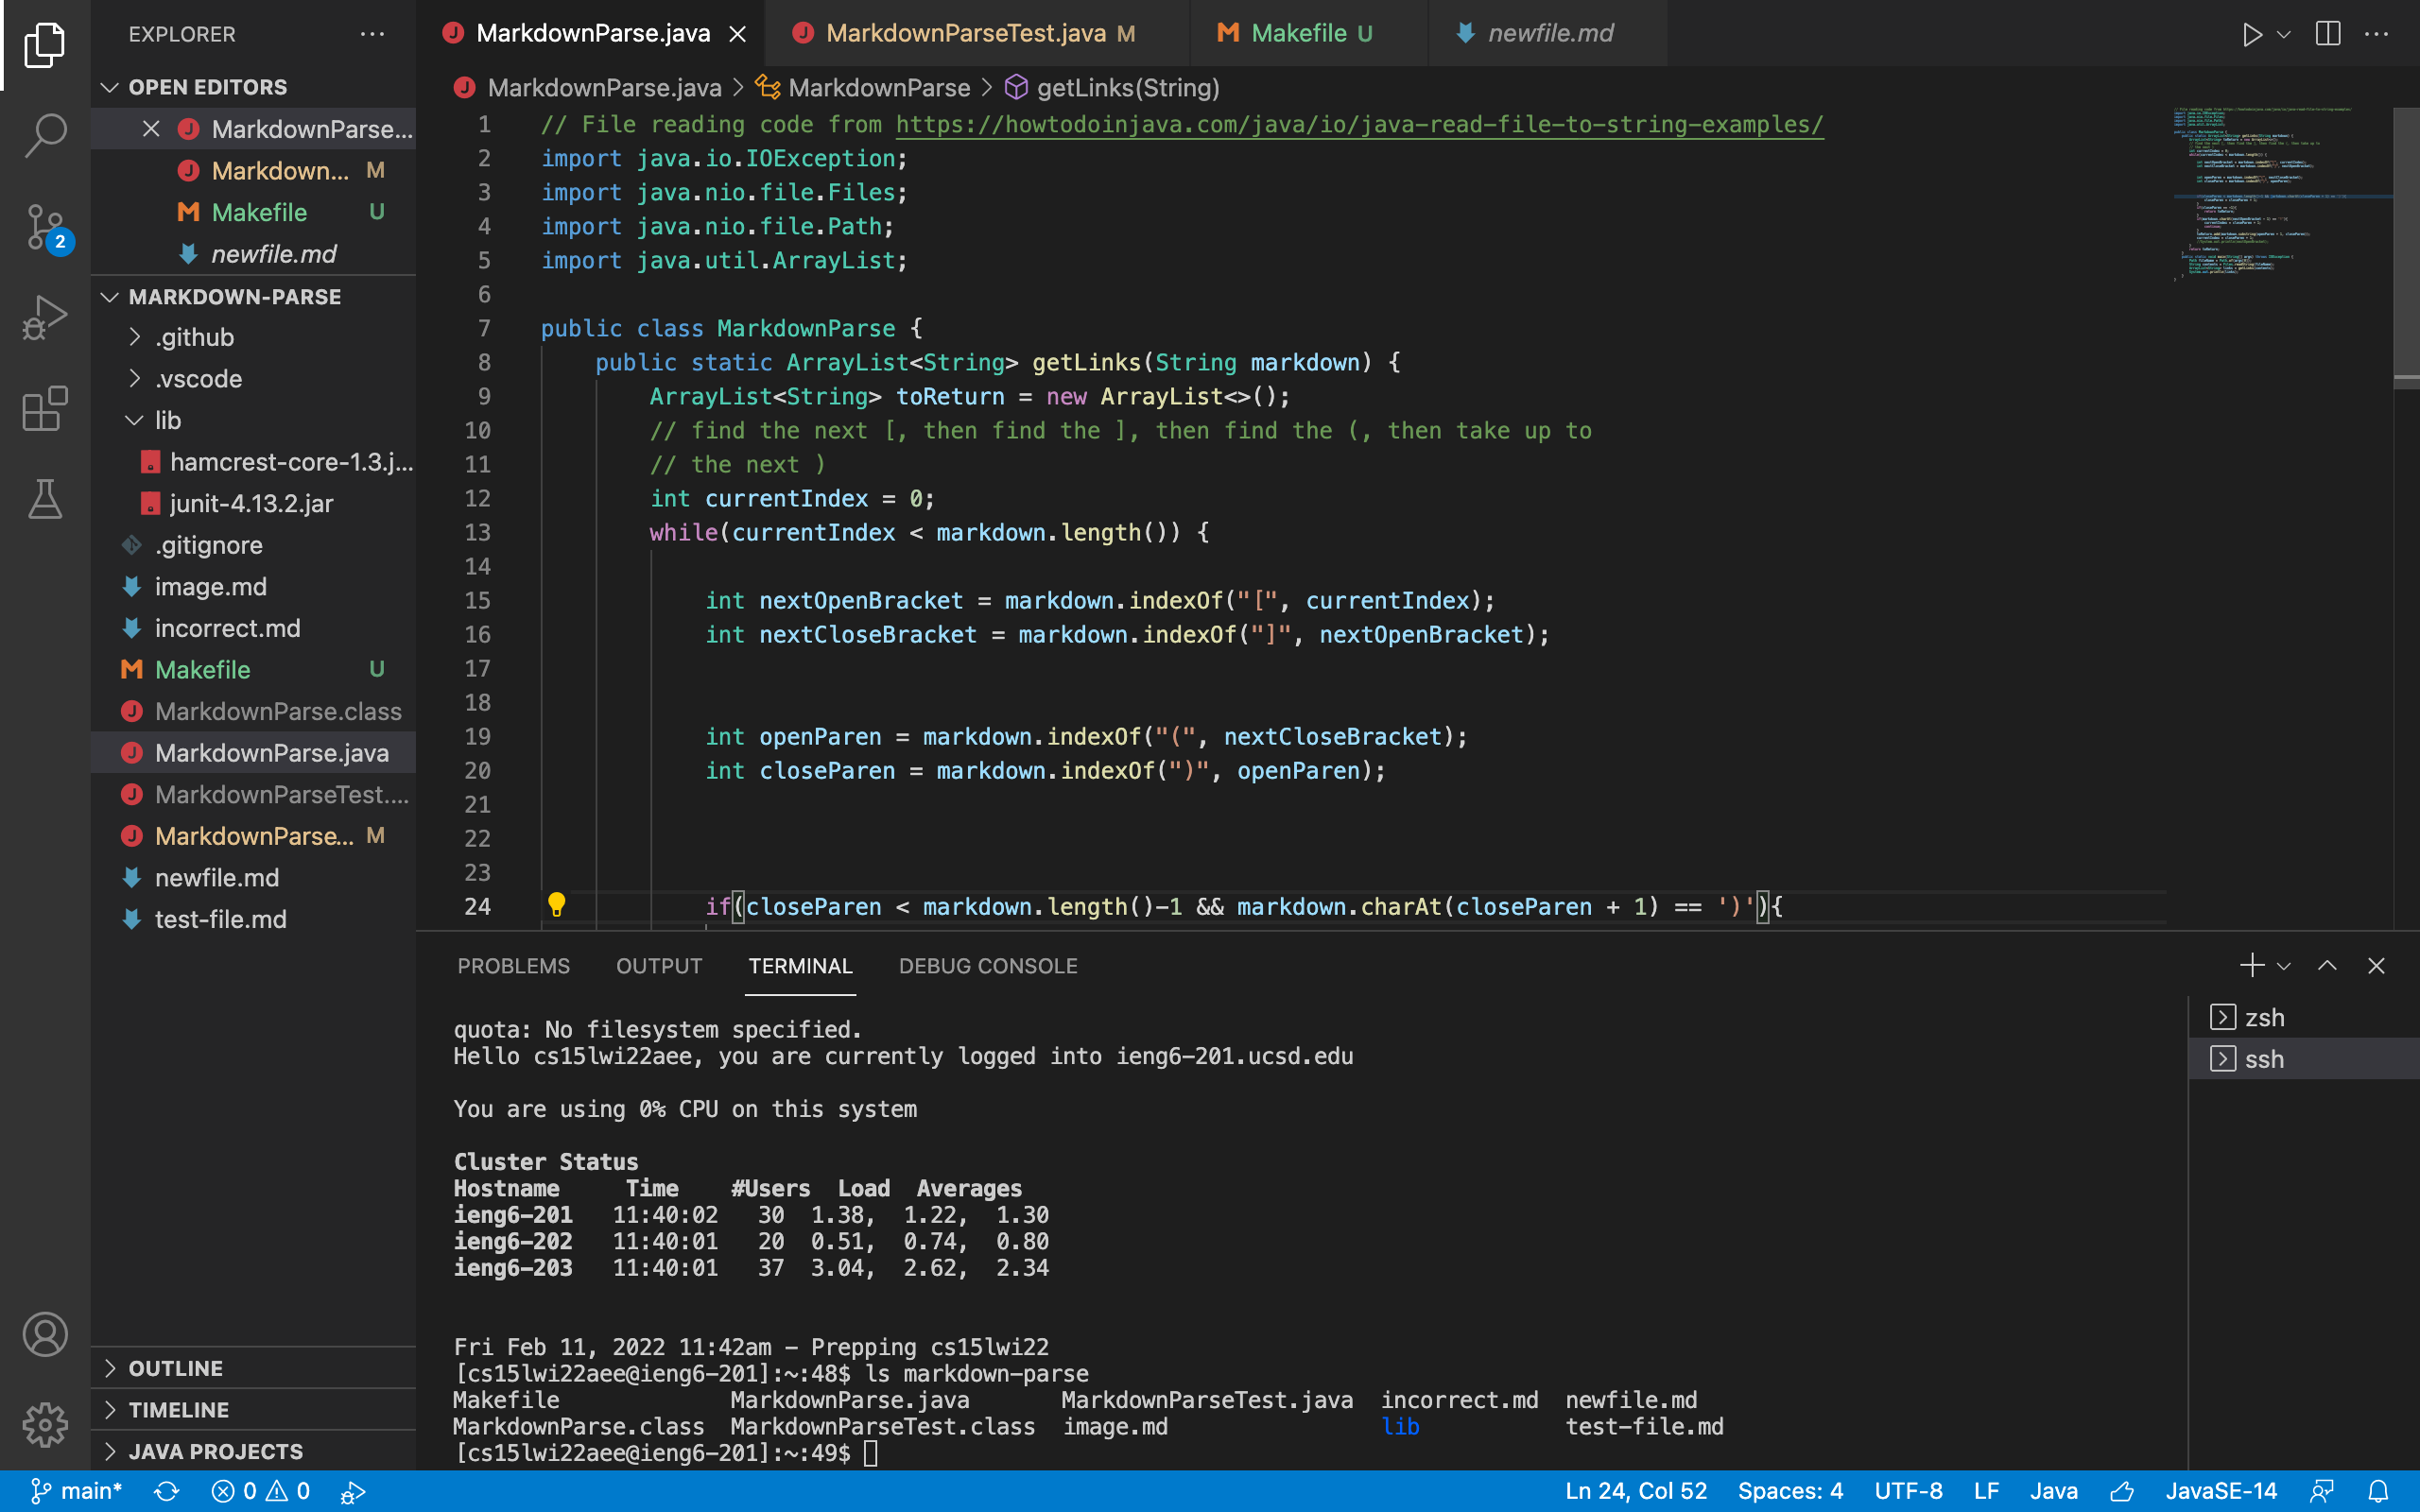 EXPLORER
OPEN EDITORS
MarkdownParse...
Markdown... M
Makefile U
newfile.md
MARKDOWN-PARSE
.github
.vscode
lib
hamcrest-core-1.3.j...
junit-4.13.2.jar
.gitignore
image.md
incorrect.md
Makefile U
MarkdownParse.class
MarkdownParse.java
MarkdownParseTest....
MarkdownParse... M
newfile.md
test-file.md
OUTLINE
TIMELINE
JAVA PROJECTS
2
MarkdownParse.java
MarkdownParseTest.java M
Makefile U
newfile.md
MarkdownParse.java > MarkdownParse > getLinks(String)
1 // File reading code from https://howtodoinjava.com/java/io/java-read-file-to-string-examples/
2 import java.io.IOException;
3 import java.nio.file.Files;
4 import java.nio.file.Path;
5 import java.util.ArrayList;
6
7 public class MarkdownParse {
8 public static ArrayList<String> getLinks(String markdown) {
9 ArrayList<String> toReturn = new ArrayList<>();
10 // find the next [, then find the ], then find the (, then take up to
11 // the next )
12 int currentIndex = 0;
13 while(currentIndex < markdown.length()) {
14
15 int nextOpenBracket = markdown.indexOf("[", currentIndex);
16 int nextCloseBracket = markdown.indexOf("]", nextOpenBracket);
17
18
19 int openParen = markdown.indexOf("(", nextCloseBracket);
20 int closeParen = markdown.indexOf(")", openParen);
21
22
23
24 if(closeParen < markdown.length()-1 && markdown.charAt(closeParen + 1) == ')'){
PROBLEMS OUTPUT TERMINAL DEBUG CONSOLE
zsh
ssh
quota: No filesystem specified.
Hello cs15lwi22aee, you are currently logged into ieng6-201.ucsd.edu
You are using 0% CPU on this system
Cluster Status
Hostname Time #Users Load Averages
ieng6-201 11:40:02 30 1.38, 1.22, 1.30
ieng6-202 11:40:01 20 0.51, 0.74, 0.80
ieng6-203 11:40:01 37 3.04, 2.62, 2.34
Fri Feb 11, 2022 11:42am - Prepping cs15lwi22
[cs15lwi22aee@ieng6-201]:~:48$ ls markdown-parse
Makefile MarkdownParse.java MarkdownParseTest.java incorrect.md newfile.md
MarkdownParse.class MarkdownParseTest.class image.md lib test-file.md
[cs15lwi22aee@ieng6-201]:~:49$
main* 0 0 Ln 24, Col 52 Spaces: 4 UTF-8 LF Java JavaSE-14